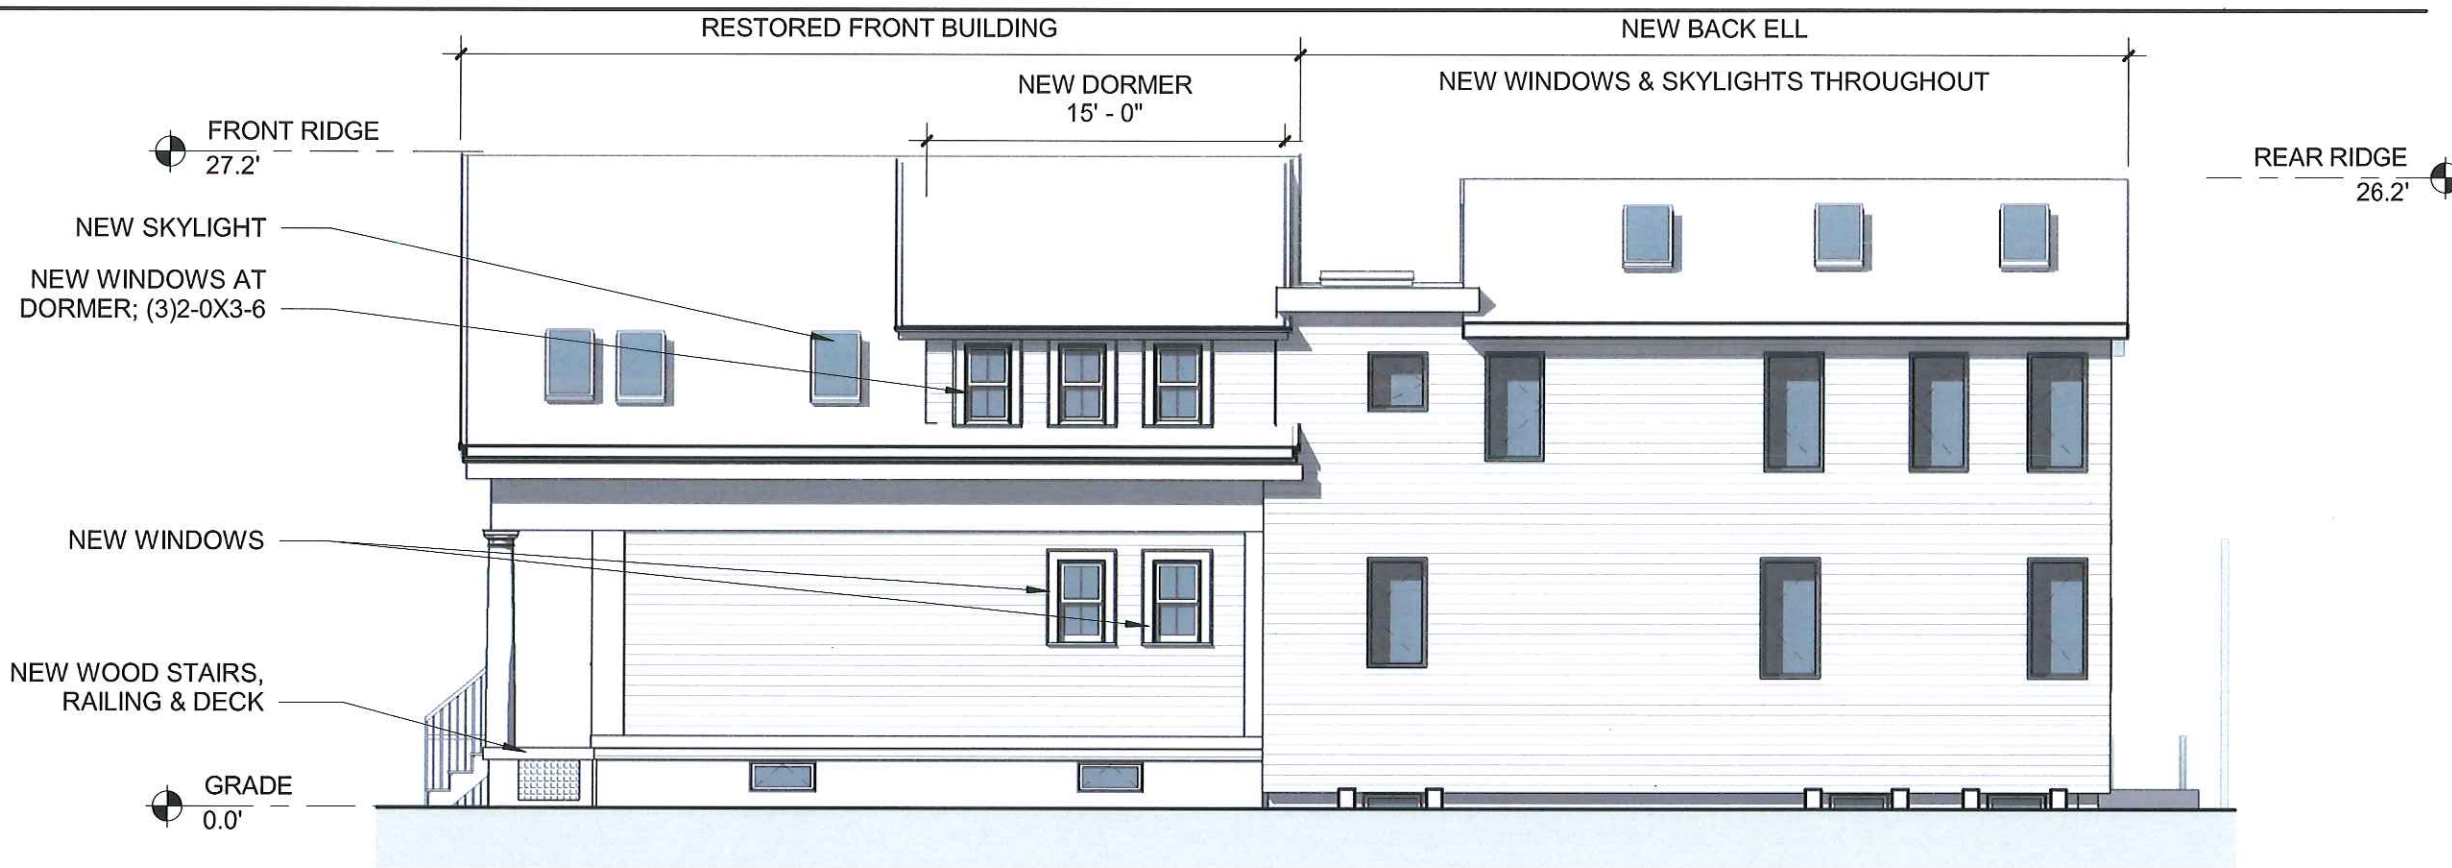 RESTORED FRONT BUILDING
NEW BACK ELL
NEW DORMER
15' - 0"
NEW WINDOWS & SKYLIGHTS THROUGHOUT
FRONT RIDGE
27.2'
REAR RIDGE
26.2'
NEW SKYLIGHT
NEW WINDOWS AT
DORMER; (3)2-0X3-6
NEW WINDOWS
NEW WOOD STAIRS,
RAILING & DECK
GRADE
0.0'